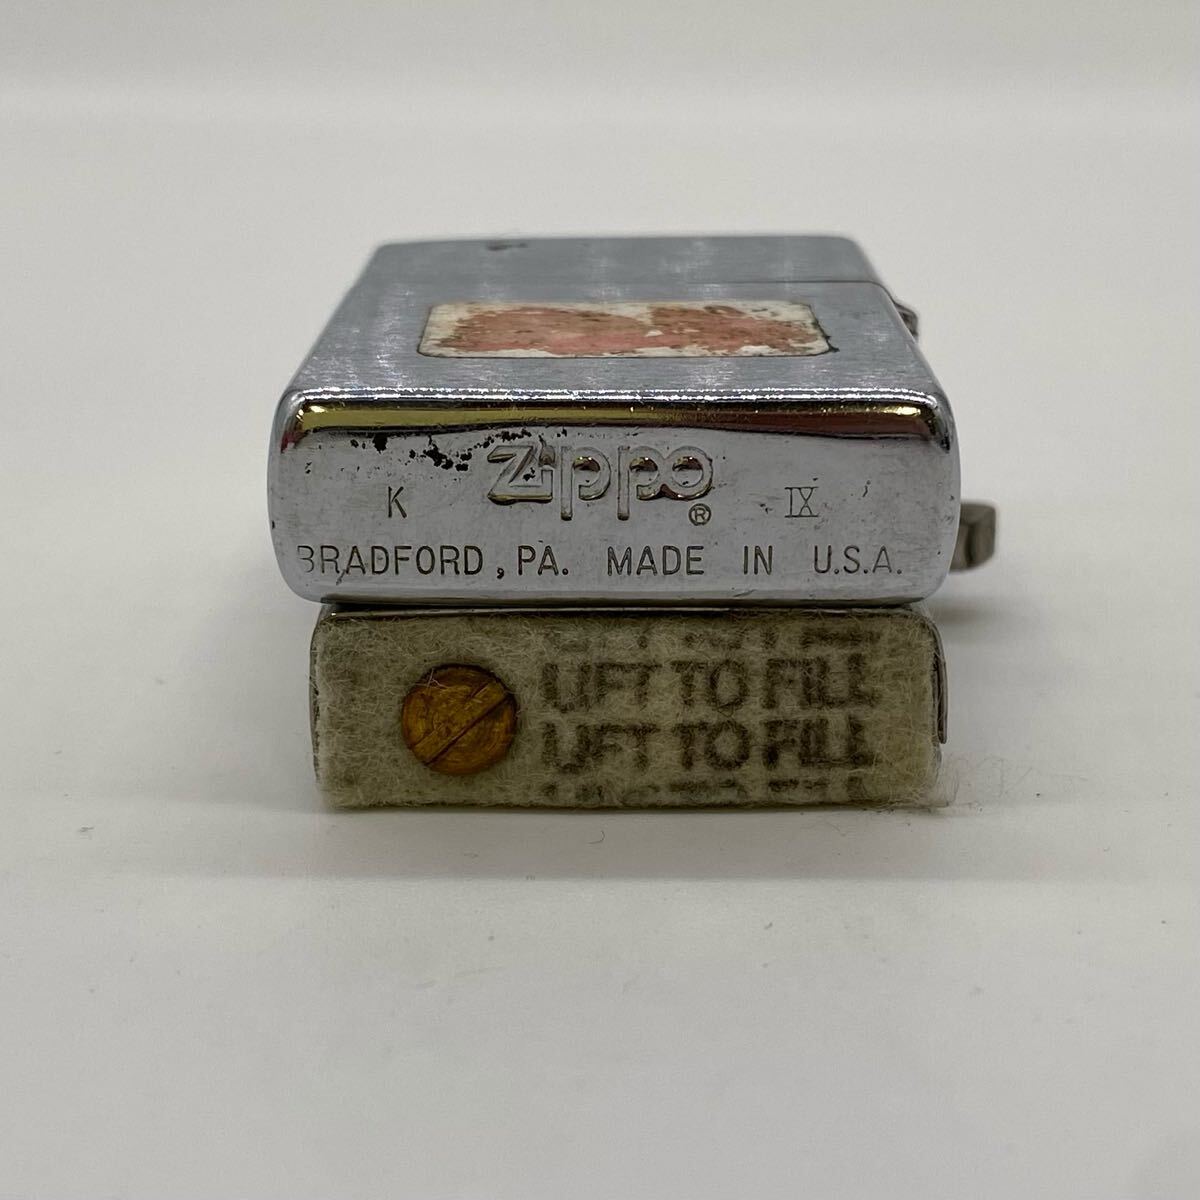 K Zippo® IX
BRADFORD, PA. MADE IN U.S.A.
LIFT TO FILL
LIFT TO FILL